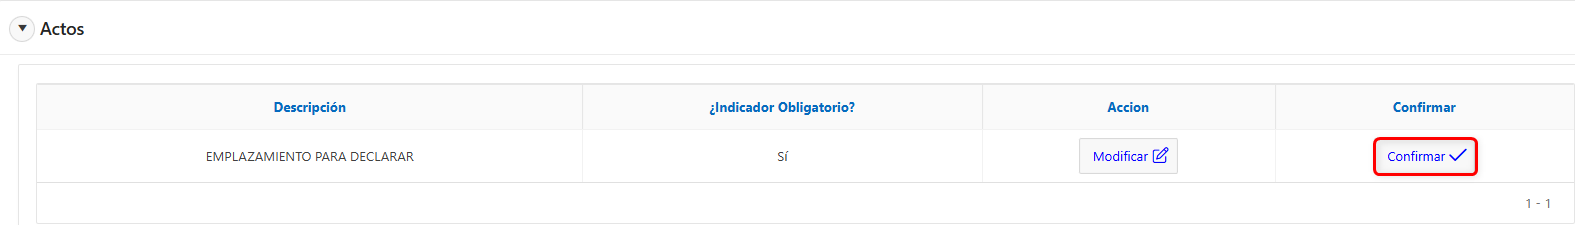 Actos
Descripción ¿Indicador Obligatorio? Accion Confirmar
EMPLAZAMIENTO PARA DECLARAR Sí Modificar Confirmar
1 - 1